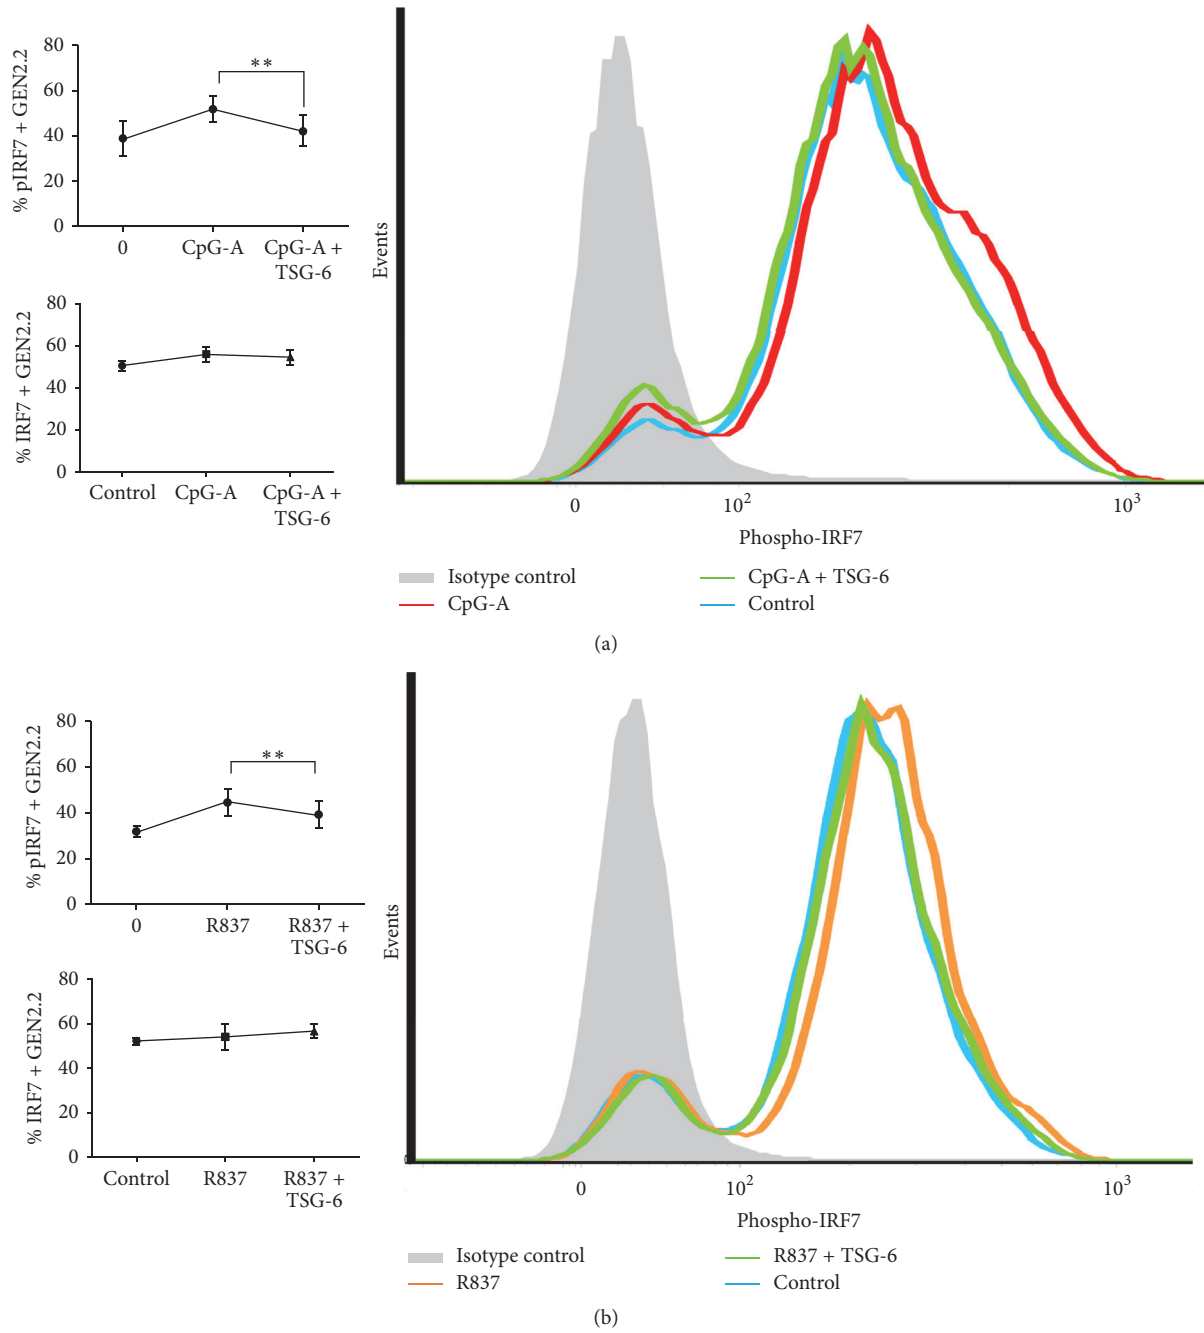 80
60
40
20
0
% pIRF7 + GEN2.2
**
0
CpG-A
CpG-A +
TSG-6
80
60
40
20
0
% IRF7 + GEN2.2
Control
CpG-A
CpG-A +
TSG-6
Events
0
10²
10³
Phospho-IRF7
Isotype control
CpG-A
CpG-A + TSG-6
Control
(a)
80
60
40
20
0
% pIRF7 + GEN2.2
**
0
R837
R837 +
TSG-6
80
60
40
20
0
% IRF7 + GEN2.2
Control
R837
R837 +
TSG-6
Events
0
10²
10³
Phospho-IRF7
Isotype control
R837
R837 + TSG-6
Control
(b)